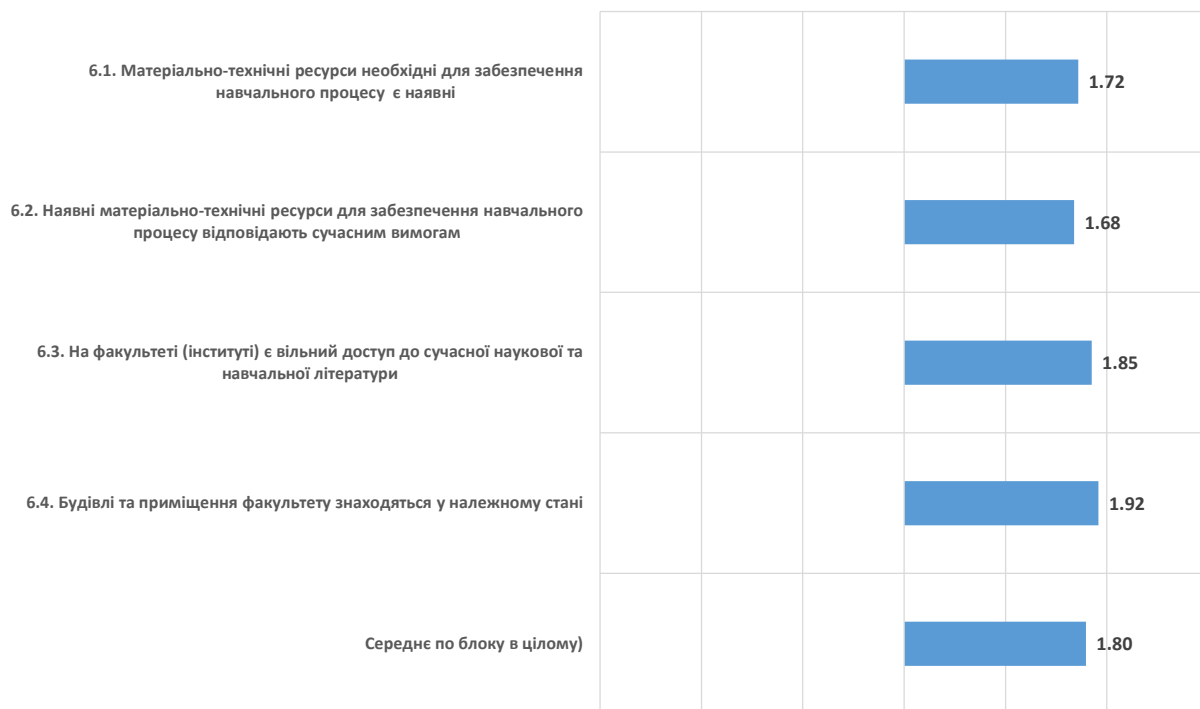 6.1. Матеріально-технічні ресурси необхідні для забезпечення
навчального процесу є наявні
1.72
6.2. Наявні матеріально-технічні ресурси для забезпечення навчального
процесу відповідають сучасним вимогам
1.68
6.3. На факультеті (інституті) є вільний доступ до сучасної наукової та
навчальної літератури
1.85
6.4. Будівлі та приміщення факультету знаходяться у належному стані
1.92
Середнє по блоку в цілому)
1.80